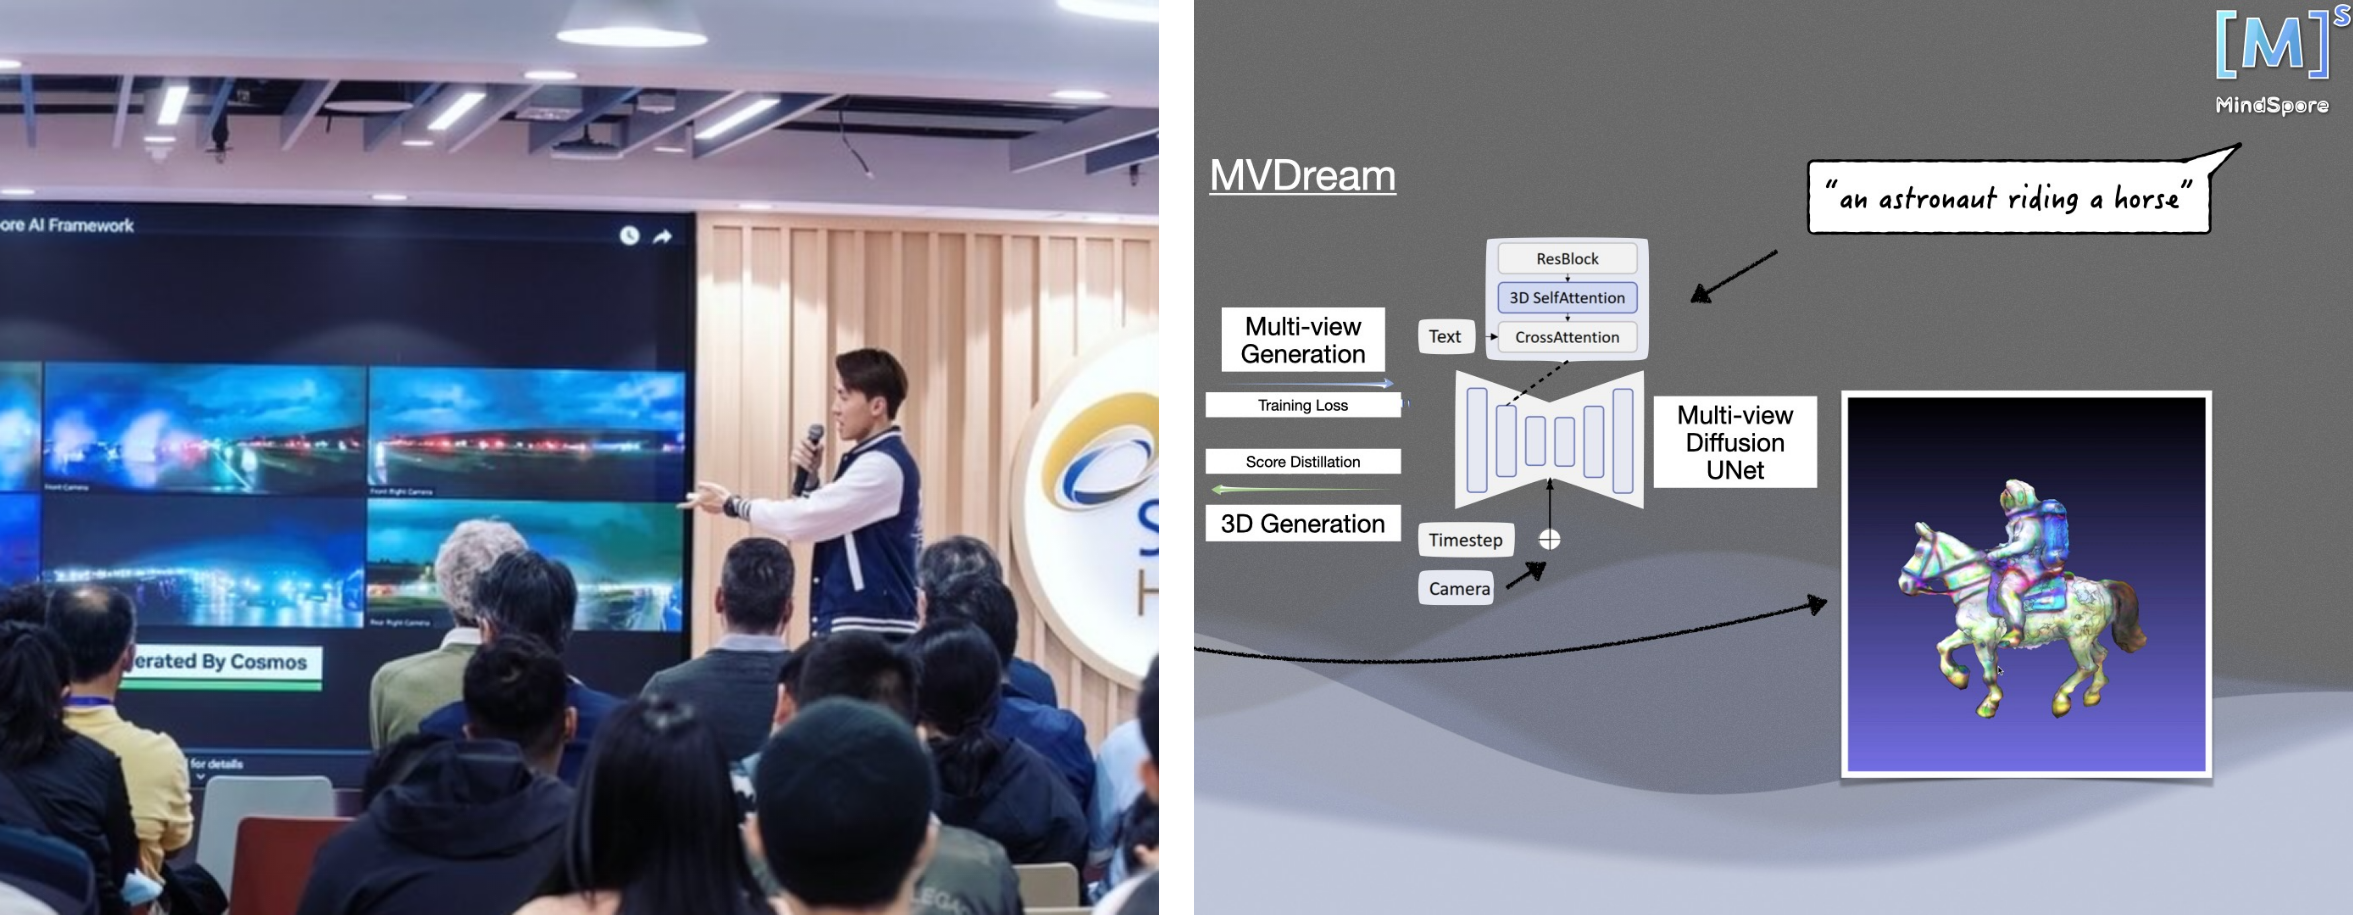 ore AI Framework
Front Camera
Front Right Camera
Rear Right Camera
erated By Cosmos
for details
S
H
LEGA
[M]S
MindSpore
MVDream
“an astronaut riding a horse”
ResBlock
3D SelfAttention
CrossAttention
Text
Multi-view
Generation
Training Loss
Score Distillation
3D Generation
Multi-view
Diffusion
UNet
Timestep
Camera